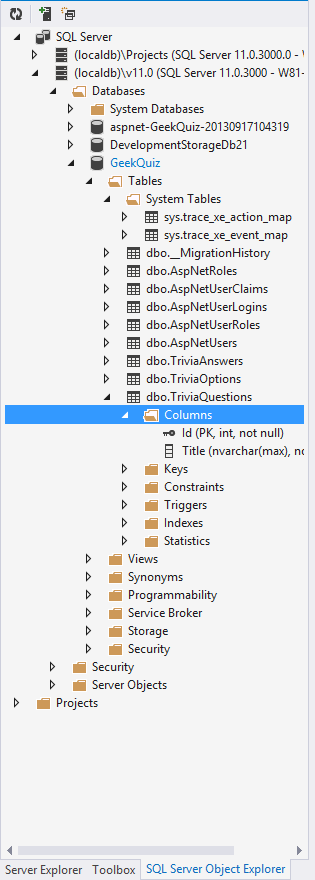 SQL Server
(localdb)\Projects (SQL Server 11.0.3000.0 -
(localdb)\v11.0 (SQL Server 11.0.3000 - W81-
Databases
System Databases
aspnet-GeekQuiz-20130917104319
DevelopmentStorageDb21
GeekQuiz
Tables
System Tables
sys.trace_xe_action_map
sys.trace_xe_event_map
dbo.__MigrationHistory
dbo.AspNetRoles
dbo.AspNetUserClaims
dbo.AspNetUserLogins
dbo.AspNetUserRoles
dbo.AspNetUsers
dbo.TriviaAnswers
dbo.TriviaOptions
dbo.TriviaQuestions
Columns
Id (PK, int, not null)
Title (nvarchar(max), no
Keys
Constraints
Triggers
Indexes
Statistics
Views
Synonyms
Programmability
Service Broker
Storage
Security
Security
Server Objects
Projects
Server Explorer Toolbox SQL Server Object Explorer